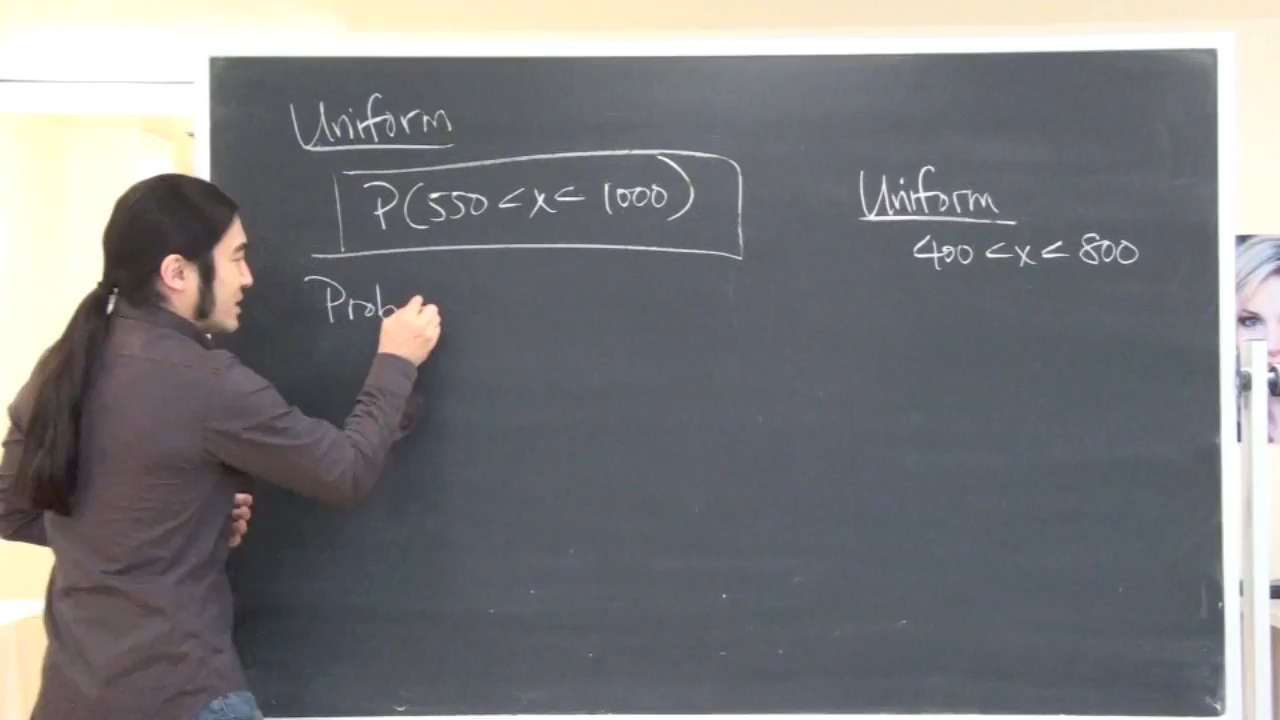 Uniform
P(550 < x < 1000)
Prob
Uniform
400 < x < 800